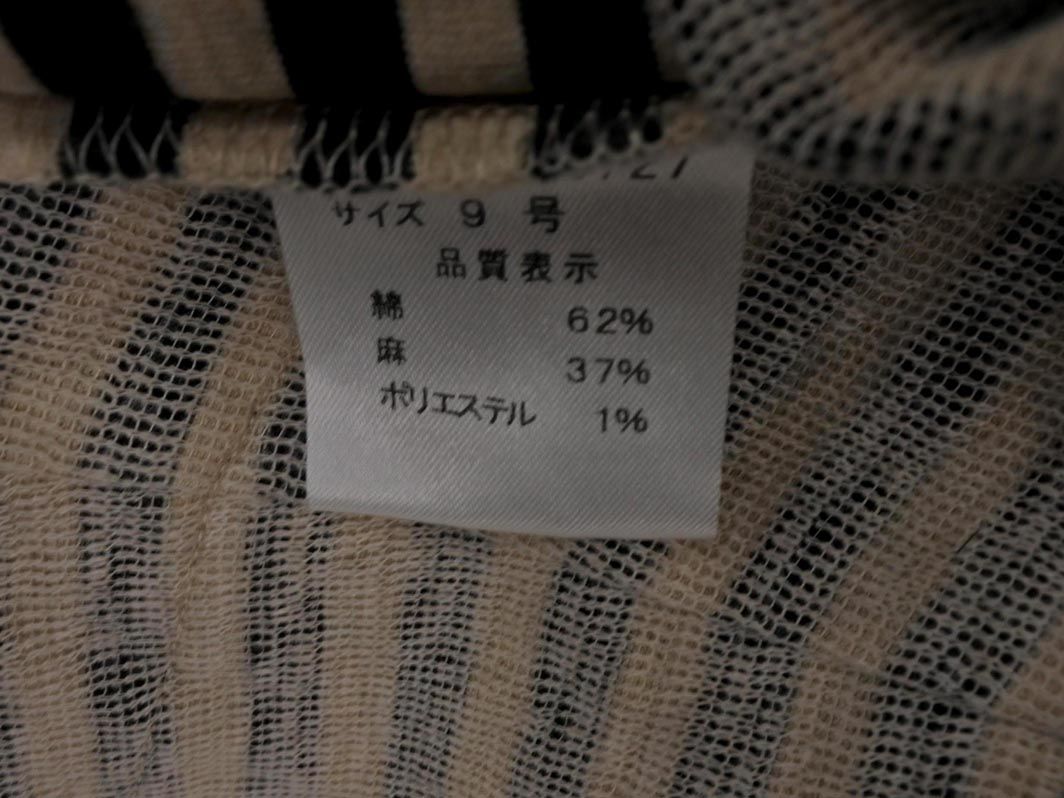 サイズ 9 号
品質表示
綿 62%
麻 37%
ポリエステル 1%